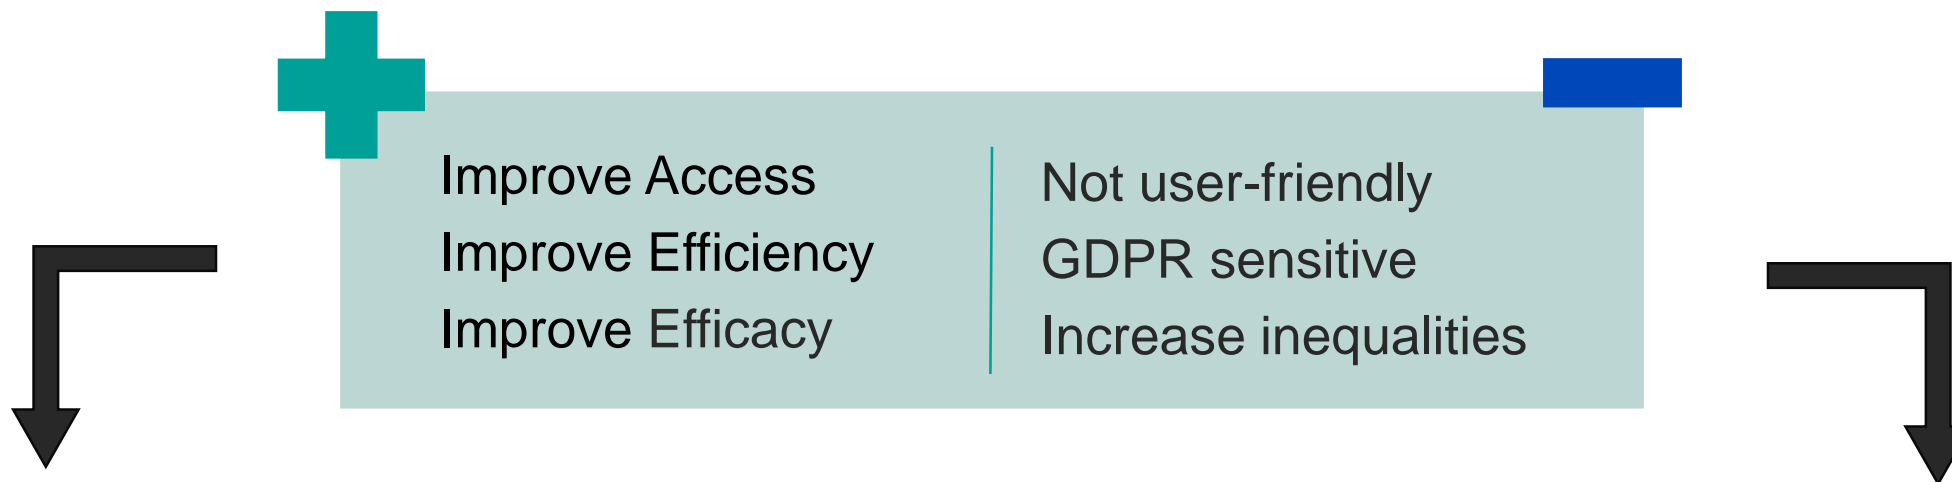 Improve Access
Improve Efficiency
Improve Efficacy
Not user-friendly
GDPR sensitive
Increase inequalities